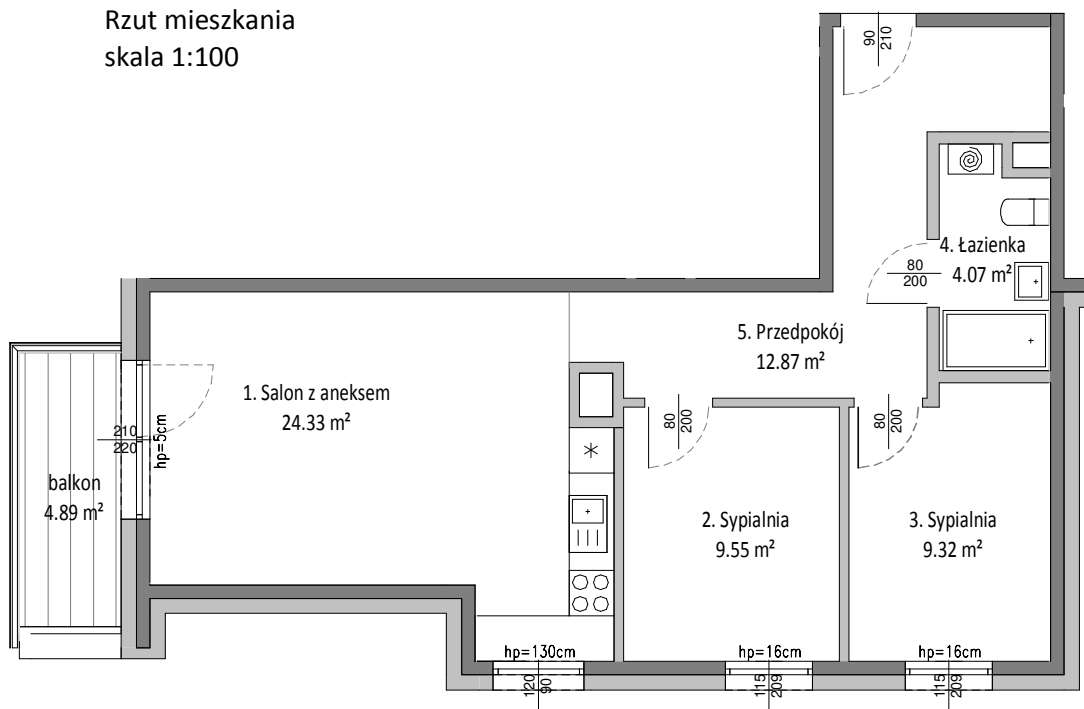 Rzut mieszkania
skala 1:100
90
210
4. Łazienka
4.07 m²
80
200
5. Przedpokój
12.87 m²
1. Salon z aneksem
24.33 m²
210
220
hp=5cm
balkon
4.89 m²
80
200
80
200
2. Sypialnia
9.55 m²
3. Sypialnia
9.32 m²
hp=130cm
hp=16cm
hp=16cm
120
90
115
209
115
209